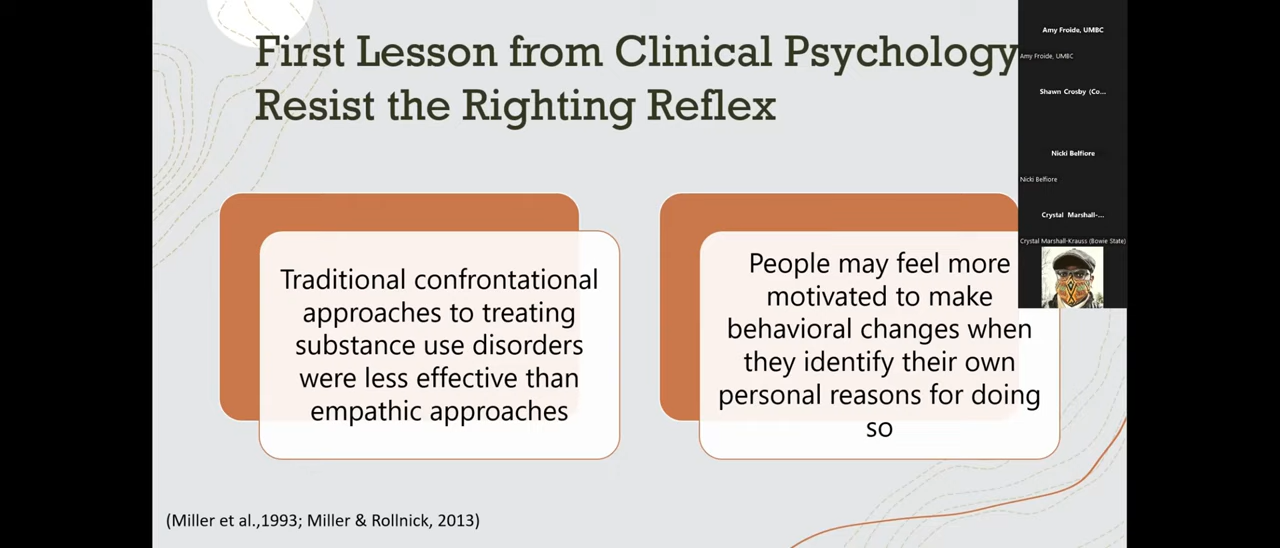 First Lesson from Clinical Psychology
Resist the Righting Reflex
Traditional confrontational
approaches to treating
substance use disorders
were less effective than
empathic approaches
People may feel more
motivated to make
behavioral changes when
they identify their own
personal reasons for doing
so
(Miller et al.,1993; Miller & Rollnick, 2013)
Amy Froide, UMBC
Amy Froide, UMBC
Shawn Crosby (Co...
Nicki Belfiore
Nicki Belfiore
Crystal Marshall-...
Crystal Marshall-Krauss (Bowie State)